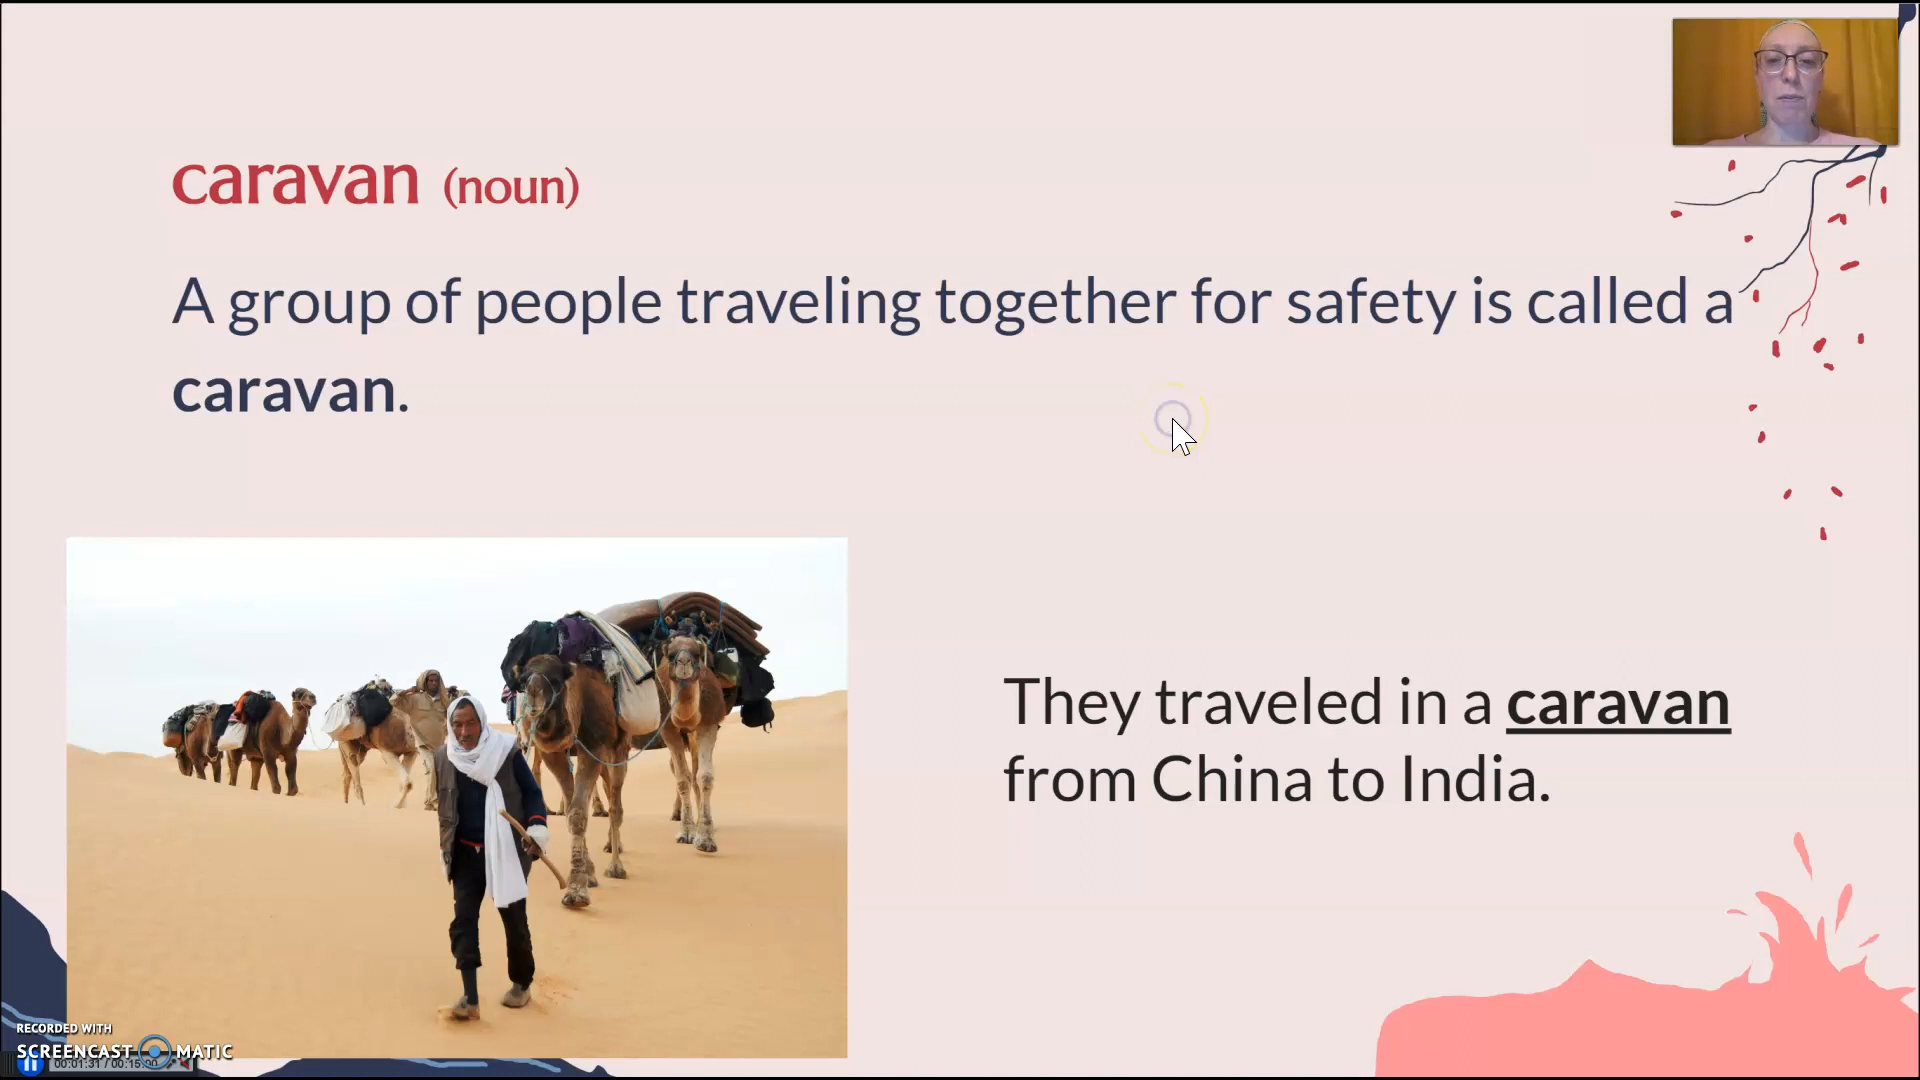 caravan (noun)
A group of people traveling together for safety is called a
caravan.
They traveled in a caravan
from China to India.
RECORDED WITH
SCREENCAST MATIC
00:01:31 / 00:15:00